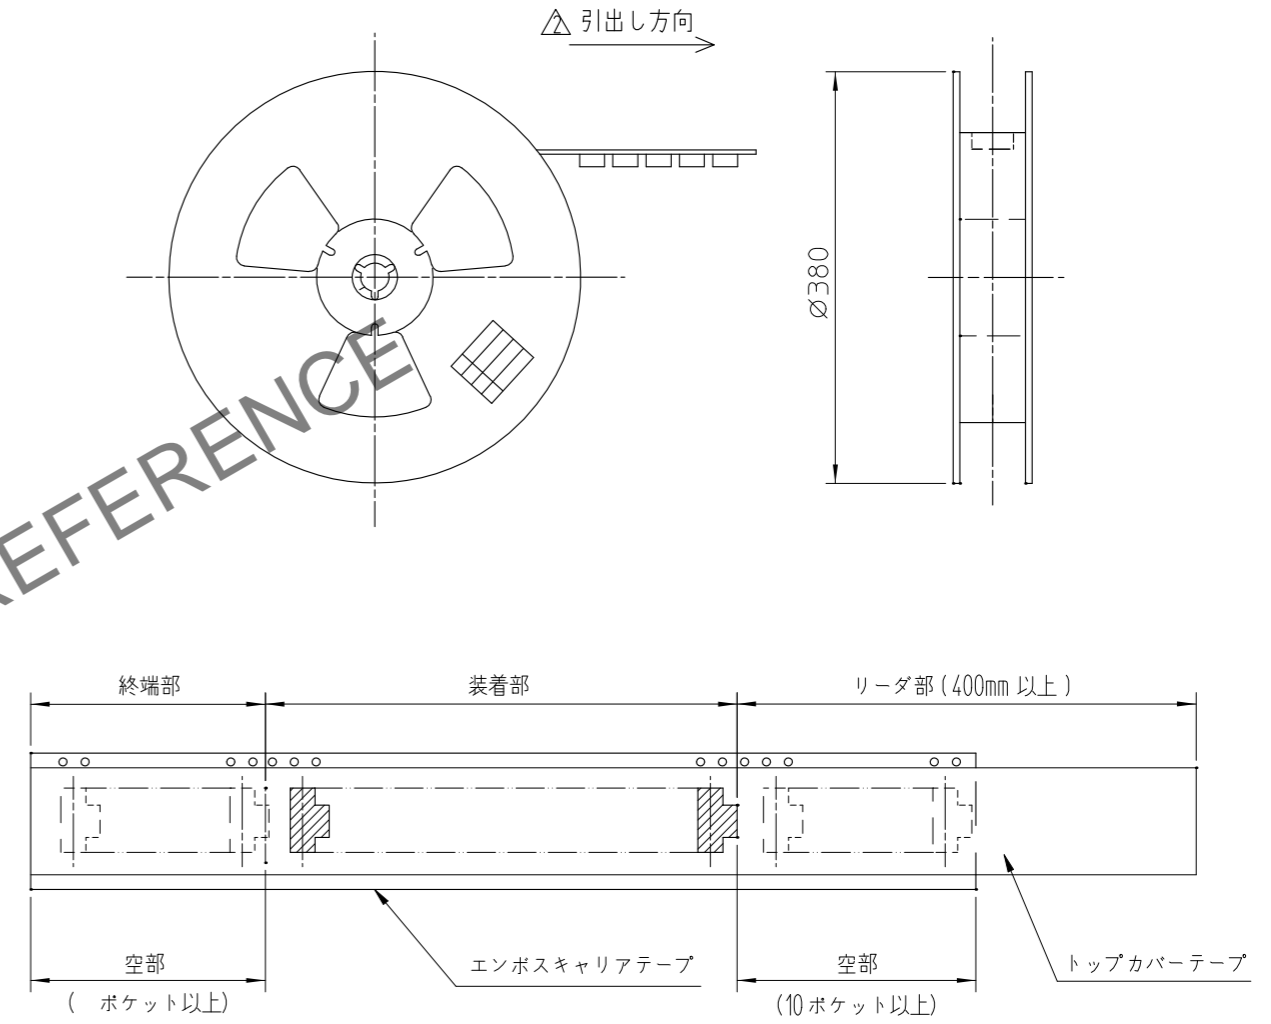 2 引出し方向
Ø380
REFERENCE
終端部
装着部
リーダ部(400mm 以上)
空部
( ポケット以上)
エンボスキャリアテープ
空部
(10ポケット以上)
トップカバーテープ